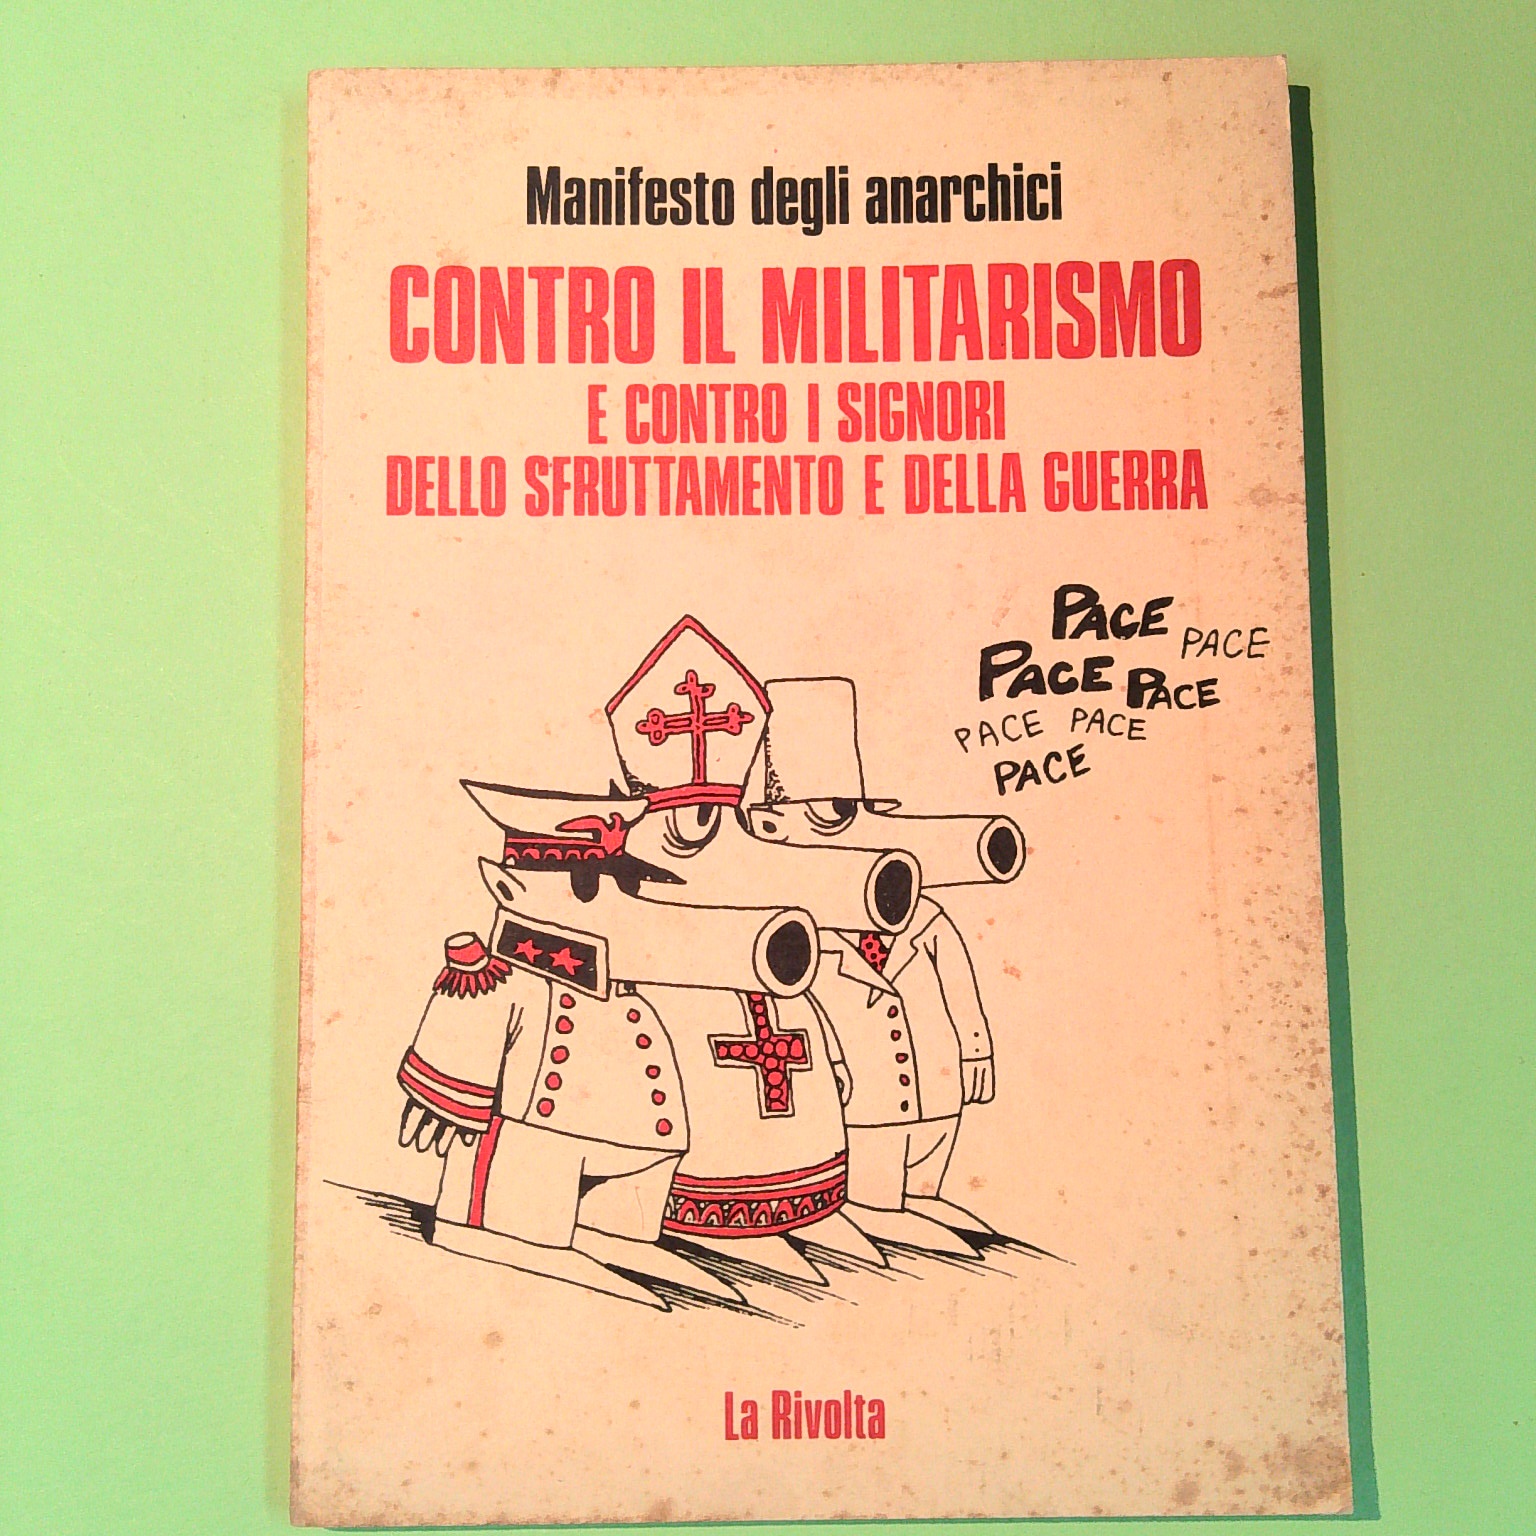 Manifesto degli anarchici
CONTRO IL MILITARISMO
E CONTRO I SIGNORI
DELLO SFRUTTAMENTO E DELLA GUERRA
PACE
PACE
PACE
PACE
PACE
PACE
PACE
La Rivolta